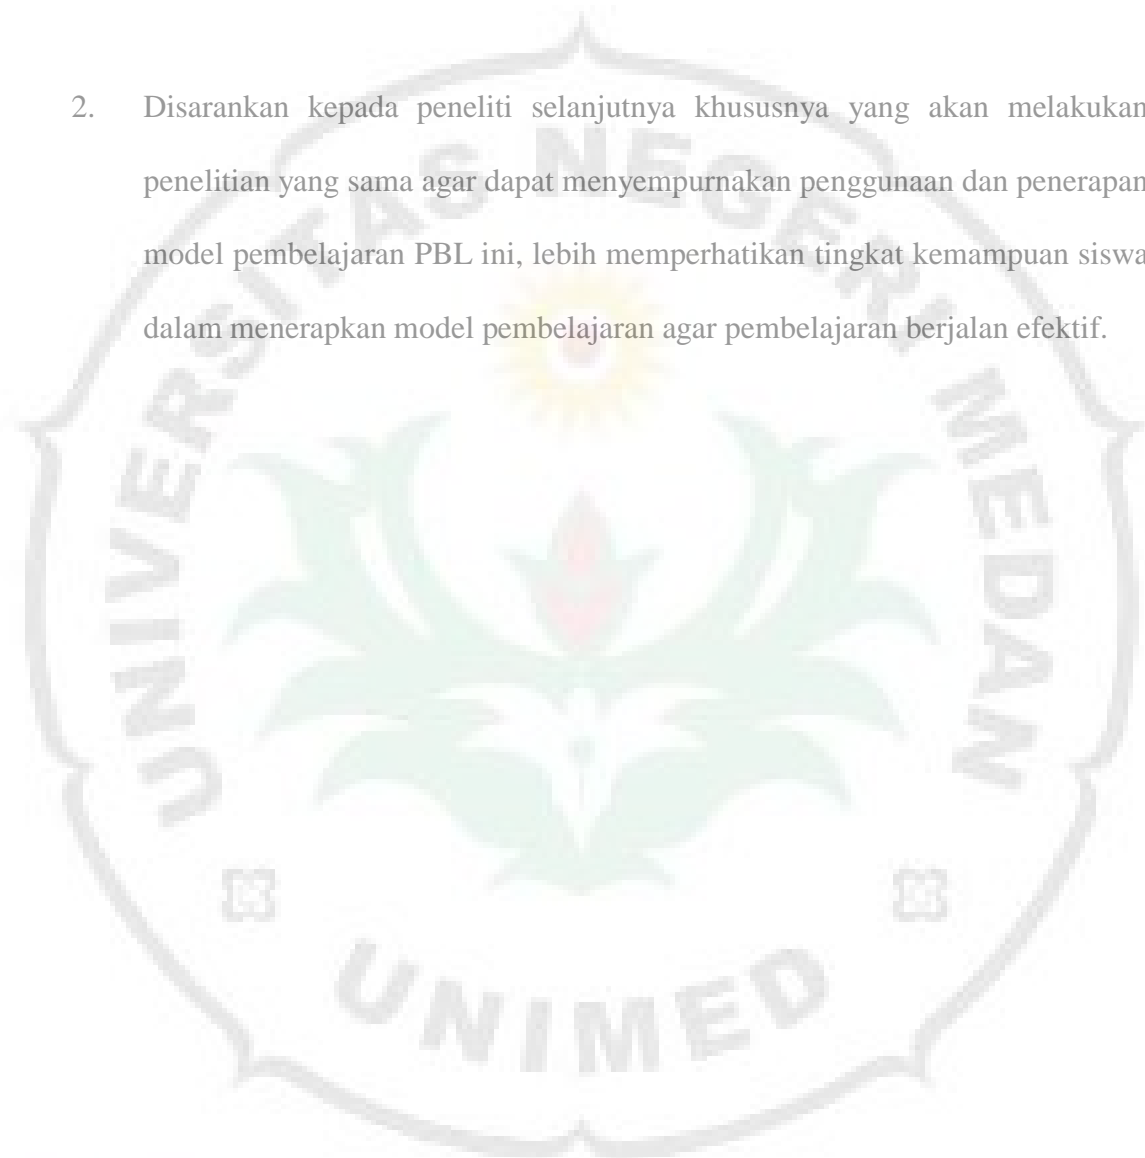 2. Disarankan kepada peneliti selanjutnya khususnya yang akan melakukan
penelitian yang sama agar dapat menyempurnakan penggunaan dan penerapan
model pembelajaran PBL ini, lebih memperhatikan tingkat kemampuan siswa
dalam menerapkan model pembelajaran agar pembelajaran berjalan efektif.
UNIVERSITAS NEGERI MEDAN
UNIMED